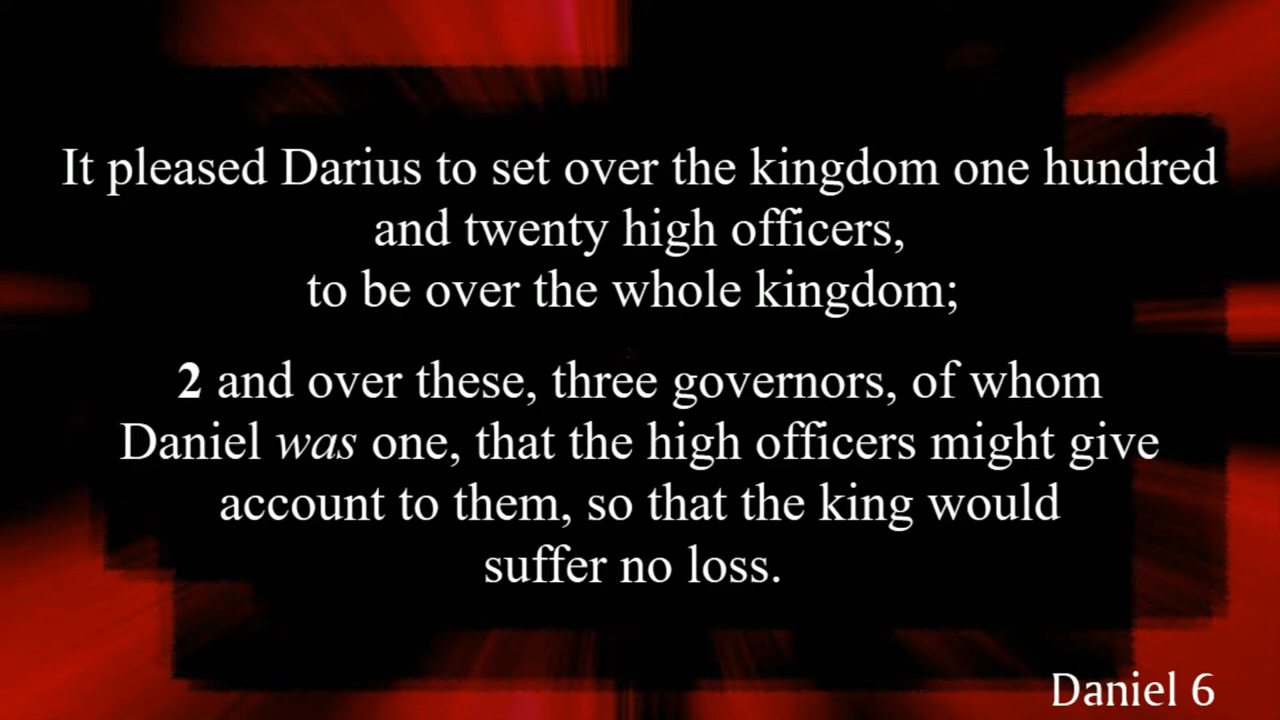 It pleased Darius to set over the kingdom one hundred
and twenty high officers,
to be over the whole kingdom;
2 and over these, three governors, of whom
Daniel was one, that the high officers might give
account to them, so that the king would
suffer no loss.
Daniel 6